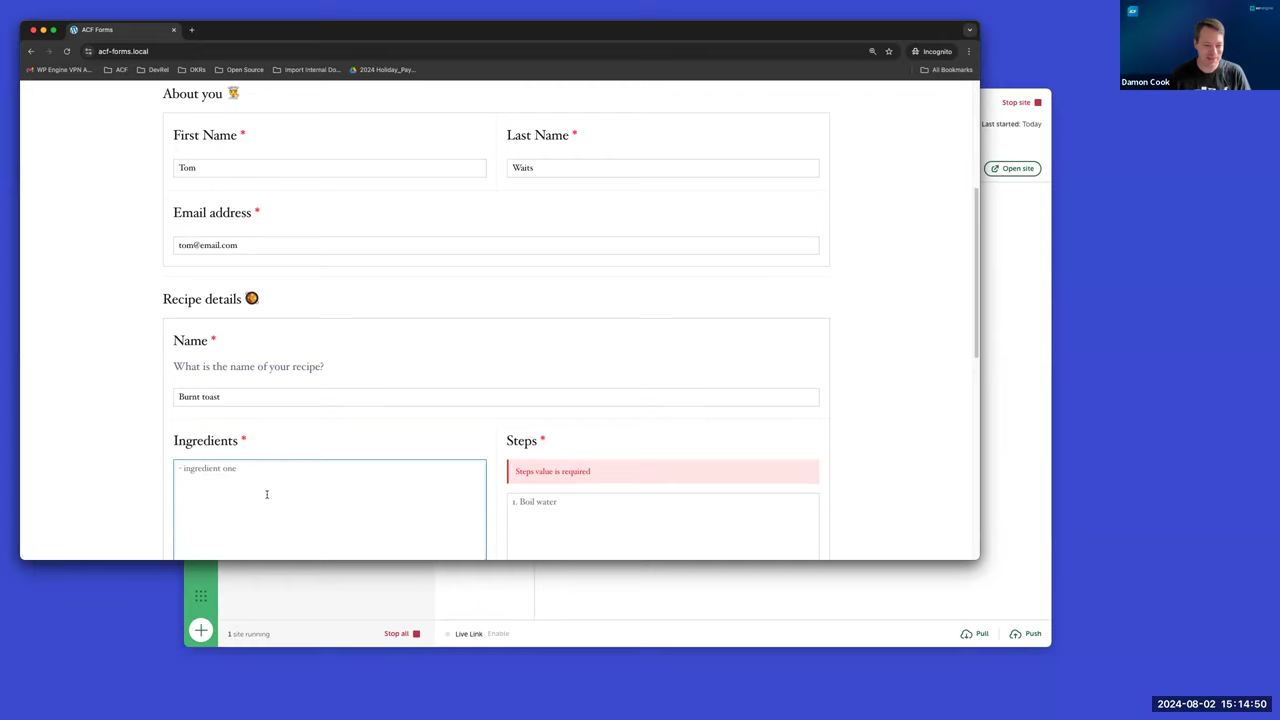 ACF Forms
acf-forms.local
Incognito
WP Engine VPN A...
ACF
DevRel
OKRs
Open Source
Import Internal Do...
2024 Holiday_Pay...
All Bookmarks
About you
First Name *
Last Name *
Tom
Waits
Email address *
tom@email.com
Recipe details
Name *
What is the name of your recipe?
Burnt toast
Ingredients *
Steps *
- ingredient one
Steps value is required
1. Boil water
Stop site
Last started: Today
Open site
1 site running
Stop all
Live Link Enable
Pull
Push
ACF
Damon Cook
2024-08-02 15:14:50